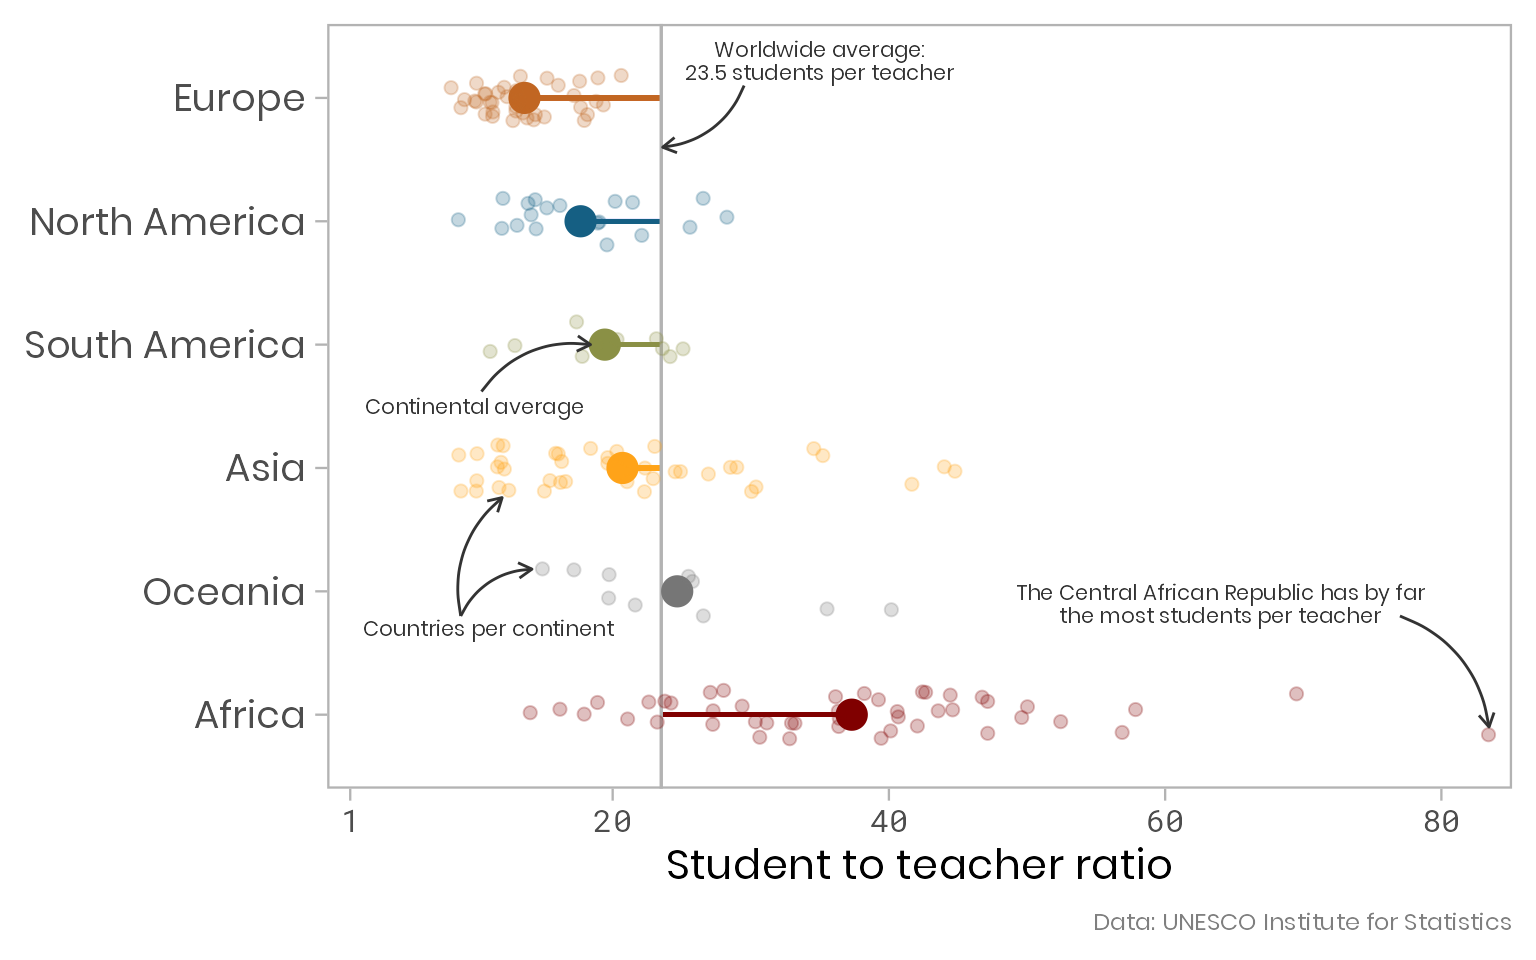 Worldwide average:
23.5 students per teacher
Europe
North America
South America
Continental average
Asia
Oceania
The Central African Republic has by far
the most students per teacher
Countries per continent
Africa
1 20 40 60 80
Student to teacher ratio
Data: UNESCO Institute for Statistics